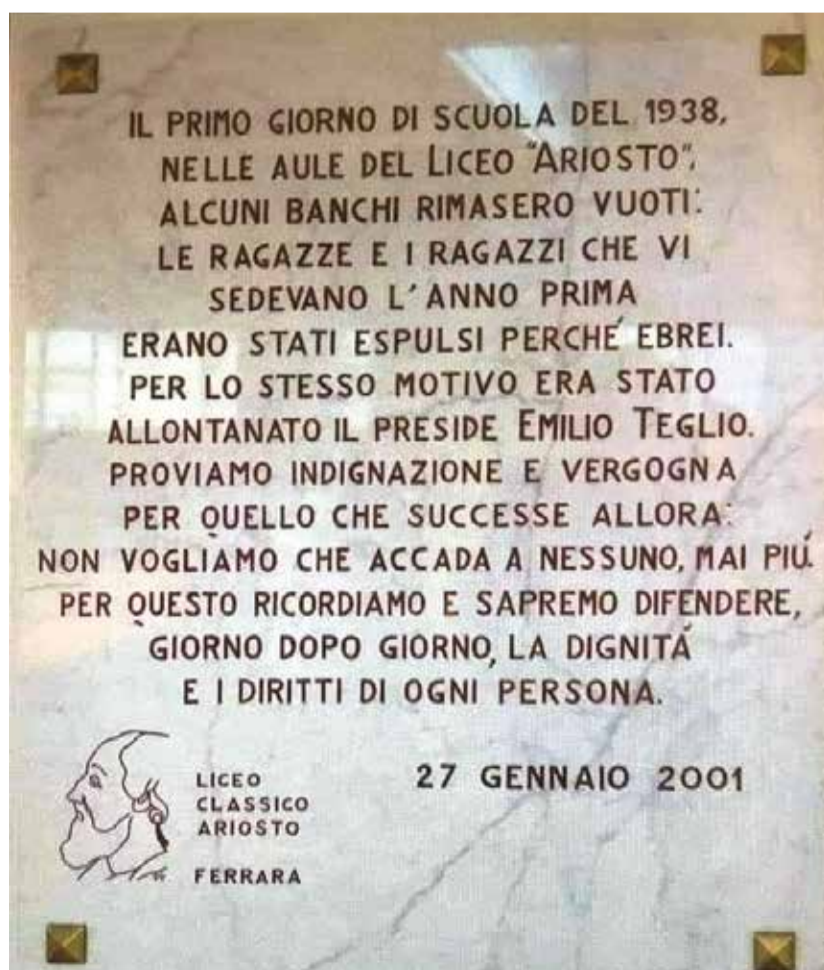 IL PRIMO GIORNO DI SCUOLA DEL 1938,
NELLE AULE DEL LICEO "ARIOSTO",
ALCUNI BANCHI RIMASERO VUOTI:
LE RAGAZZE E I RAGAZZI CHE VI
SEDEVANO L'ANNO PRIMA
ERANO STATI ESPULSI PERCHÉ EBREI.
PER LO STESSO MOTIVO ERA STATO
ALLONTANATO IL PRESIDE EMILIO TEGLIO.
PROVIAMO INDIGNAZIONE E VERGOGNA
PER QUELLO CHE SUCCESSE ALLORA:
NON VOGLIAMO CHE ACCADA A NESSUNO, MAI PIÚ.
PER QUESTO RICORDIAMO E SAPREMO DIFENDERE,
GIORNO DOPO GIORNO, LA DIGNITÁ
E I DIRITTI DI OGNI PERSONA.
27 GENNAIO 2001
LICEO
CLASSICO
ARIOSTO
FERRARA